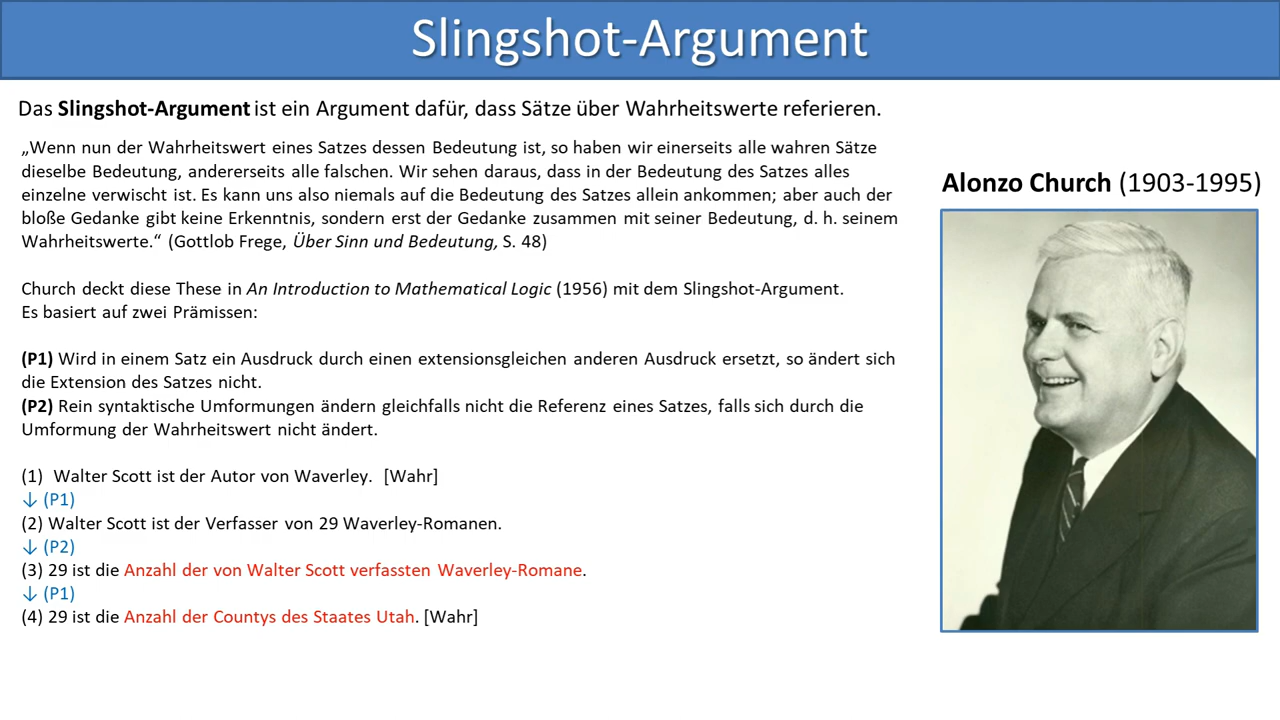 Slingshot-Argument
Das Slingshot-Argument ist ein Argument dafür, dass Sätze über Wahrheitswerte referieren.
„Wenn nun der Wahrheitswert eines Satzes dessen Bedeutung ist, so haben wir einerseits alle wahren Sätze
dieselbe Bedeutung, andererseits alle falschen. Wir sehen daraus, dass in der Bedeutung des Satzes alles
einzelne verwischt ist. Es kann uns also niemals auf die Bedeutung des Satzes allein ankommen; aber auch der
bloße Gedanke gibt keine Erkenntnis, sondern erst der Gedanke zusammen mit seiner Bedeutung, d. h. seinem
Wahrheitswerte.“ (Gottlob Frege, Über Sinn und Bedeutung, S. 48)
Church deckt diese These in An Introduction to Mathematical Logic (1956) mit dem Slingshot-Argument.
Es basiert auf zwei Prämissen:
(P1) Wird in einem Satz ein Ausdruck durch einen extensionsgleichen anderen Ausdruck ersetzt, so ändert sich
die Extension des Satzes nicht.
(P2) Rein syntaktische Umformungen ändern gleichfalls nicht die Referenz eines Satzes, falls sich durch die
Umformung der Wahrheitswert nicht ändert.
(1) Walter Scott ist der Autor von Waverley. [Wahr]
↓ (P1)
(2) Walter Scott ist der Verfasser von 29 Waverley-Romanen.
↓ (P2)
(3) 29 ist die Anzahl der von Walter Scott verfassten Waverley-Romane.
↓ (P1)
(4) 29 ist die Anzahl der Countys des Staates Utah. [Wahr]
Alonzo Church (1903-1995)